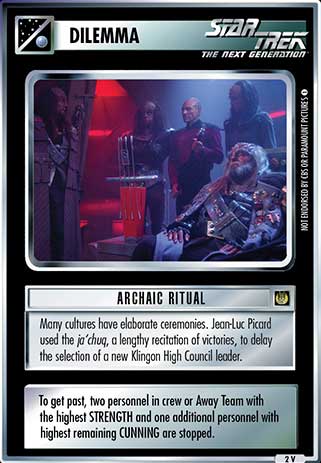 DILEMMA
STAR TREK
THE NEXT GENERATION
NOT ENDORSED BY CBS OR PARAMOUNT PICTURES
ARCHAIC RITUAL
Many cultures have elaborate ceremonies. Jean-Luc Picard
used the ja'chuq, a lengthy recitation of victories, to delay
the selection of a new Klingon High Council leader.
To get past, two personnel in crew or Away Team with
the highest STRENGTH and one additional personnel with
highest remaining CUNNING are stopped.
2 V